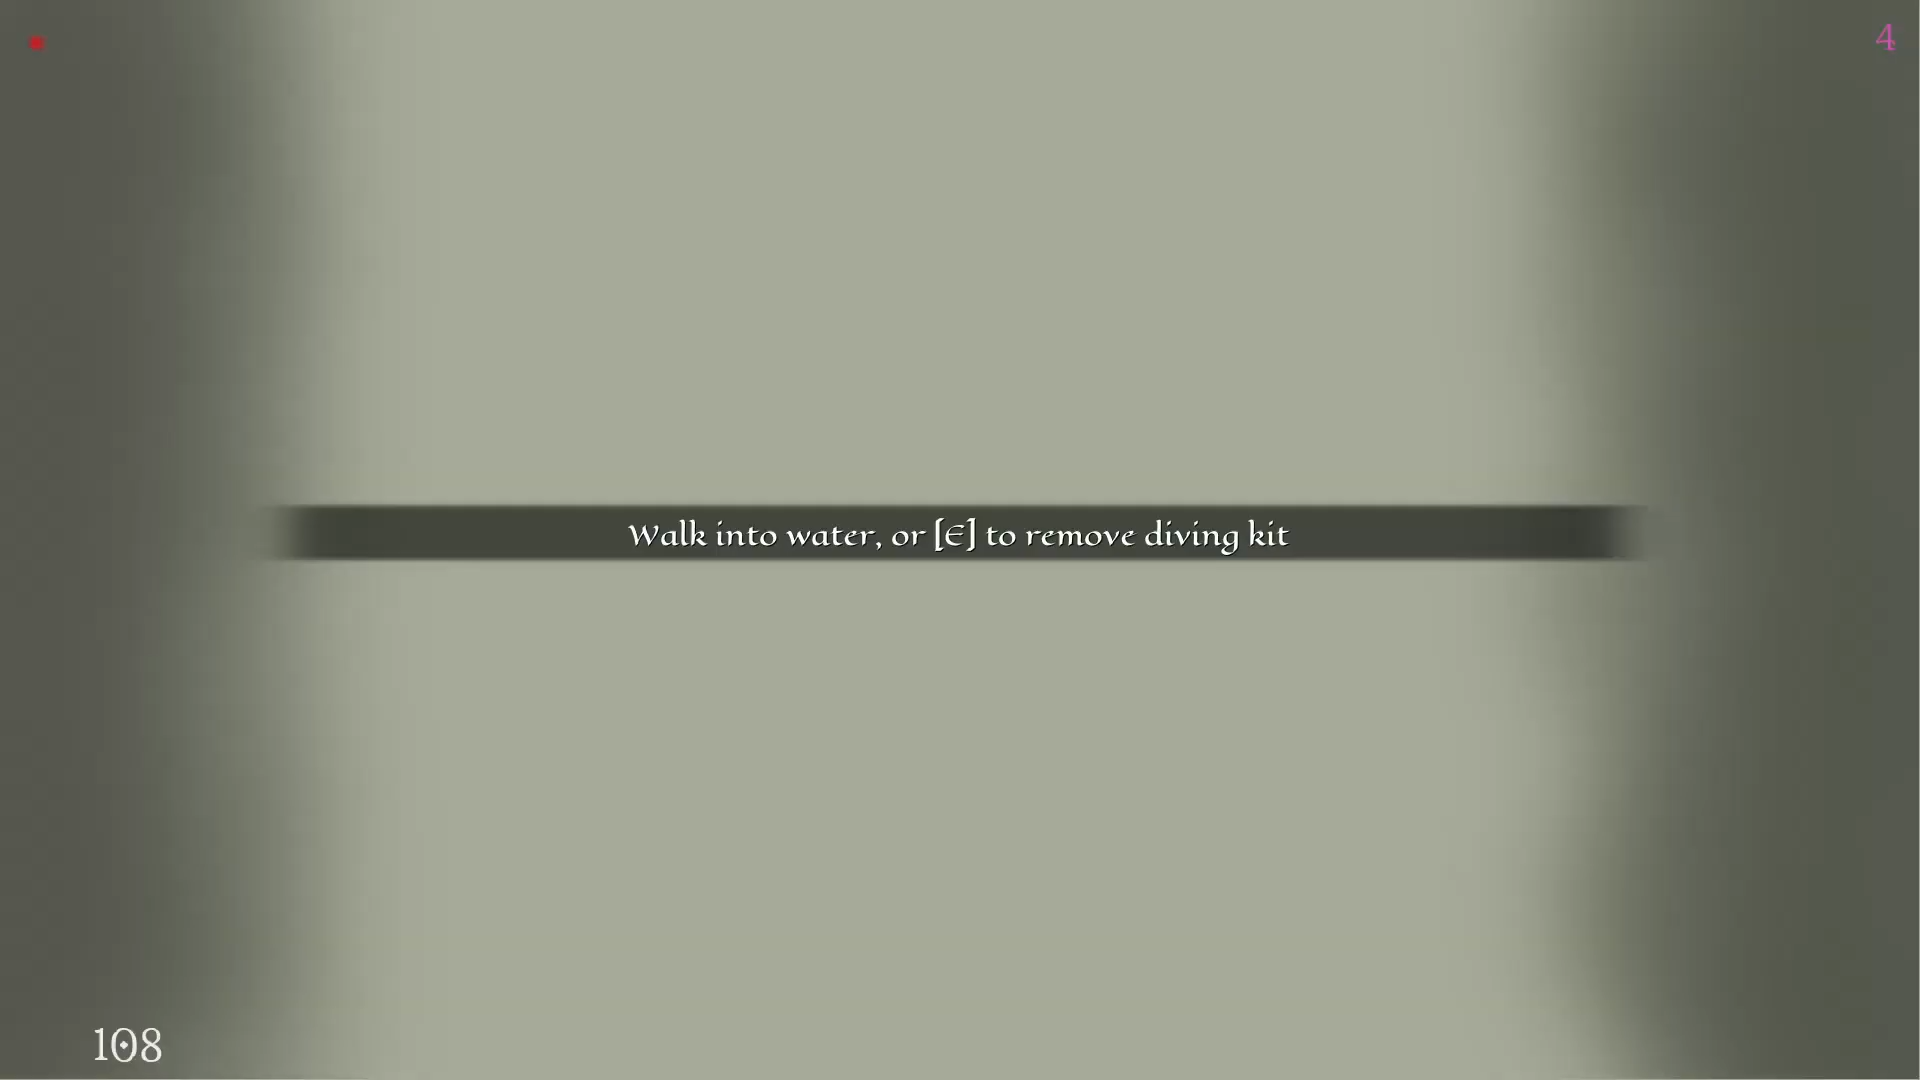 4
Walk into water, or [E] to remove diving kit
108